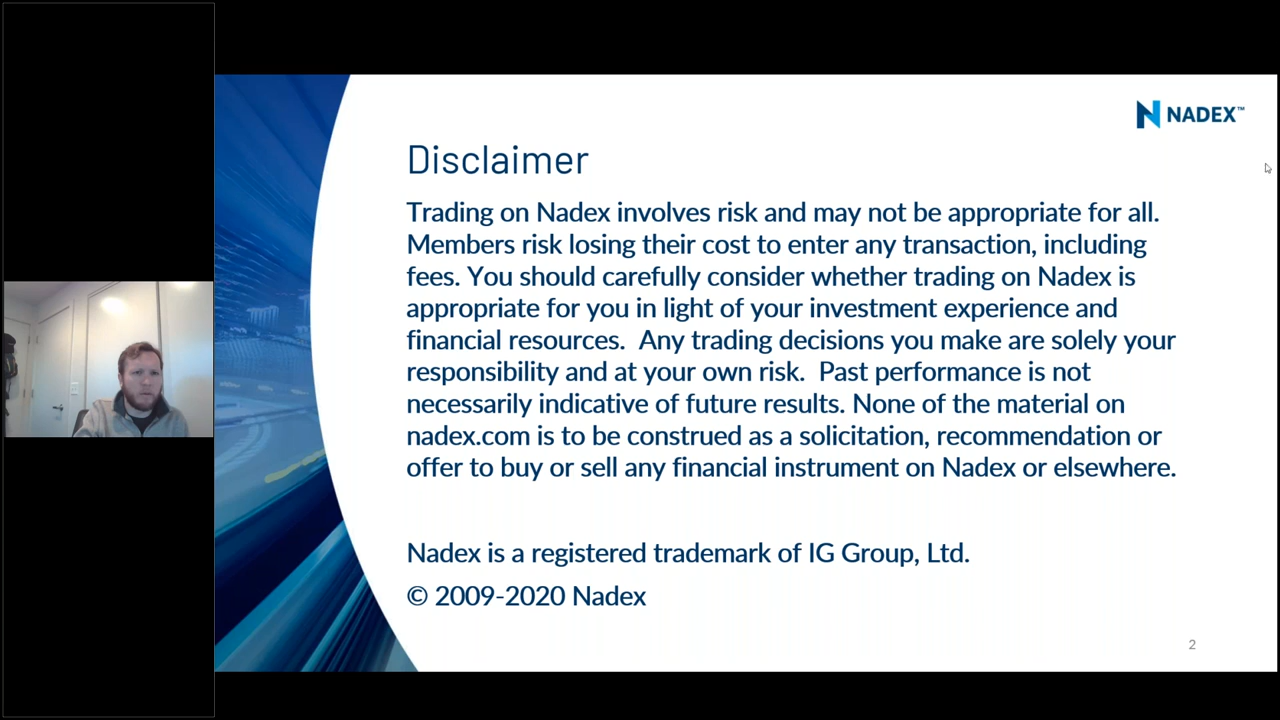 NADEX™
Disclaimer
Trading on Nadex involves risk and may not be appropriate for all.
Members risk losing their cost to enter any transaction, including
fees. You should carefully consider whether trading on Nadex is
appropriate for you in light of your investment experience and
financial resources.  Any trading decisions you make are solely your
responsibility and at your own risk.  Past performance is not
necessarily indicative of future results. None of the material on
nadex.com is to be construed as a solicitation, recommendation or
offer to buy or sell any financial instrument on Nadex or elsewhere.
Nadex is a registered trademark of IG Group, Ltd.
© 2009-2020 Nadex
2